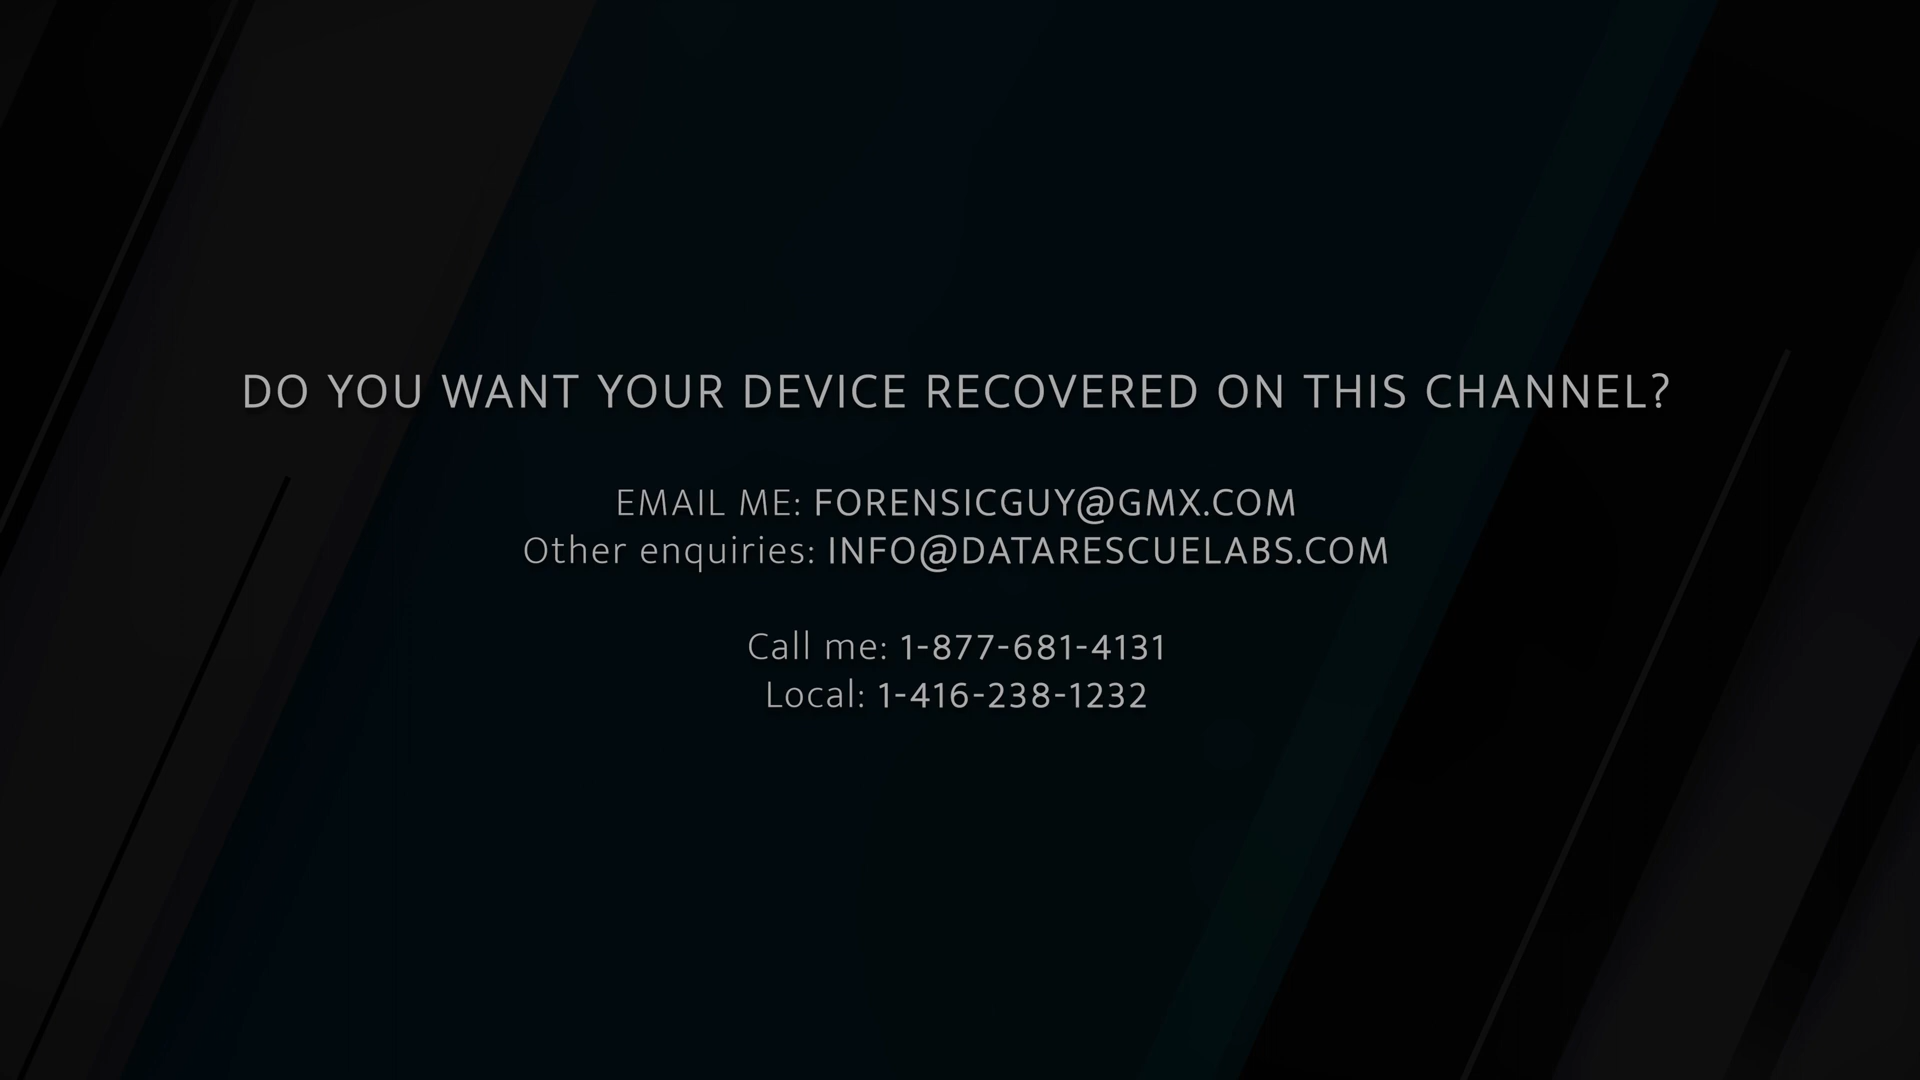 DO YOU WANT YOUR DEVICE RECOVERED ON THIS CHANNEL?
EMAIL ME: FORENSICGUY@GMX.COM
Other enquiries: INFO@DATARESCUELABS.COM
Call me: 1-877-681-4131
Local: 1-416-238-1232